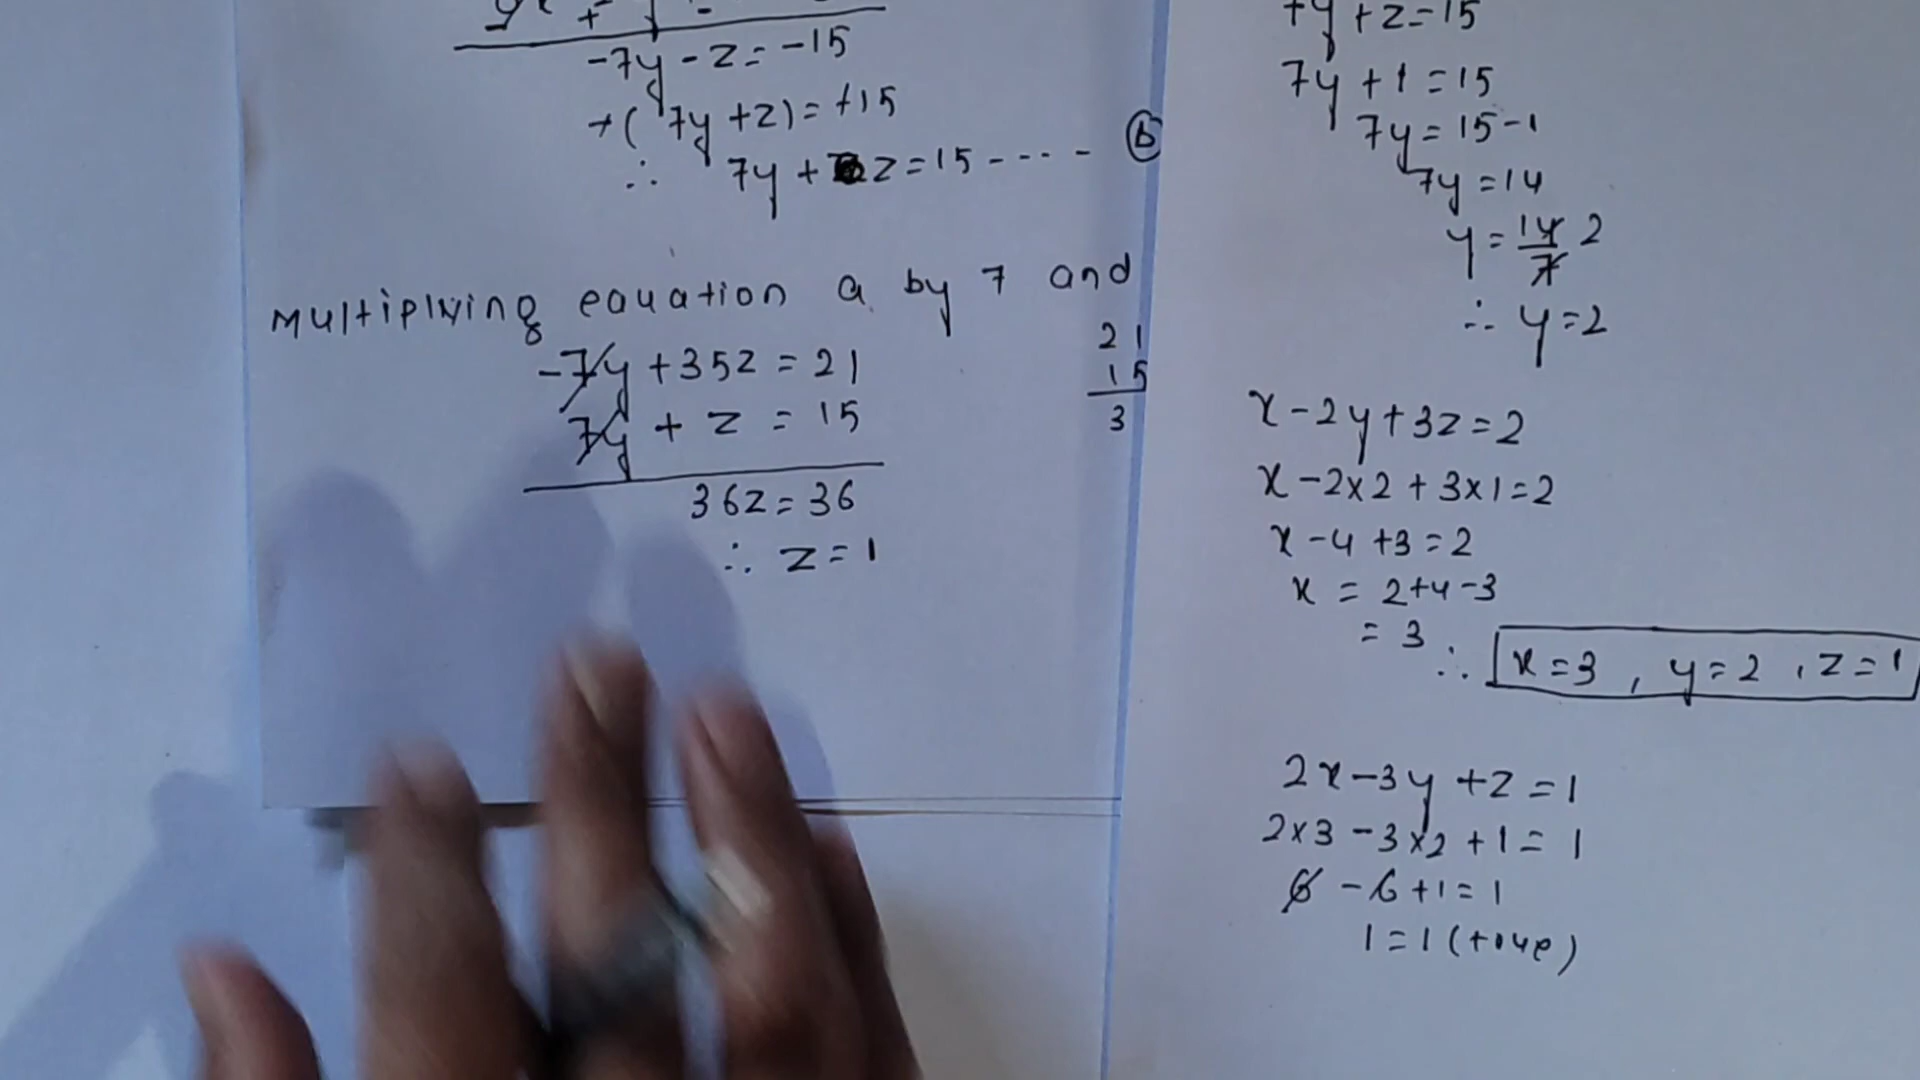 -7y - z = -15
+(7y + z) = +15
∴ 7y + z = 15 ---- ⓑ
Multiplying equation a by 7 and
-7y + 35z = 21
7y + z = 15
36z = 36
∴ z = 1
21
15
3
7y + z = 15
7y + 1 = 15
7y = 15 - 1
7y = 14
y = 14/7 2
∴ y = 2
x - 2y + 3z = 2
x - 2x2 + 3x1 = 2
x - 4 + 3 = 2
x = 2+4-3
= 3
∴ x=3, y=2, z=1
2x - 3y + z = 1
2x3 - 3x2 + 1 = 1
6 - 6 + 1 = 1
1 = 1 (true)